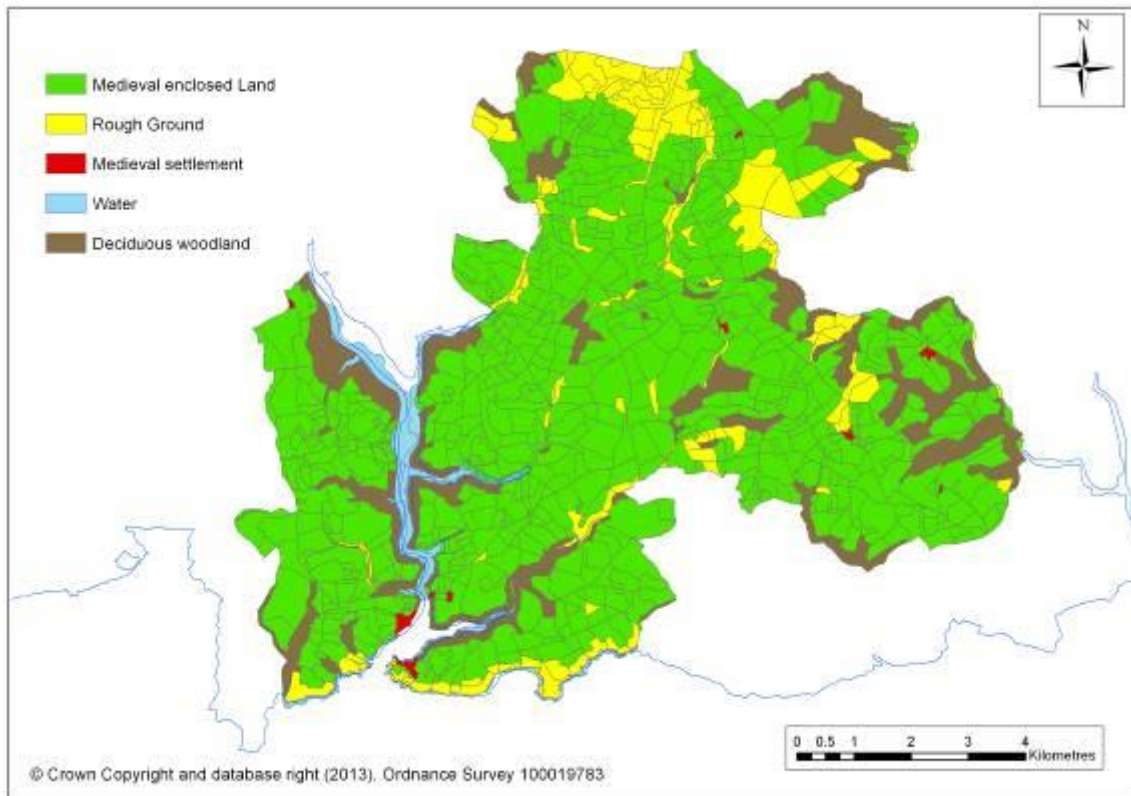 N
Medieval enclosed Land
Rough Ground
Medieval settlement
Water
Deciduous woodland
0 0.5 1 2 3 4
Kilometres
© Crown Copyright and database right (2013). Ordnance Survey 100019783